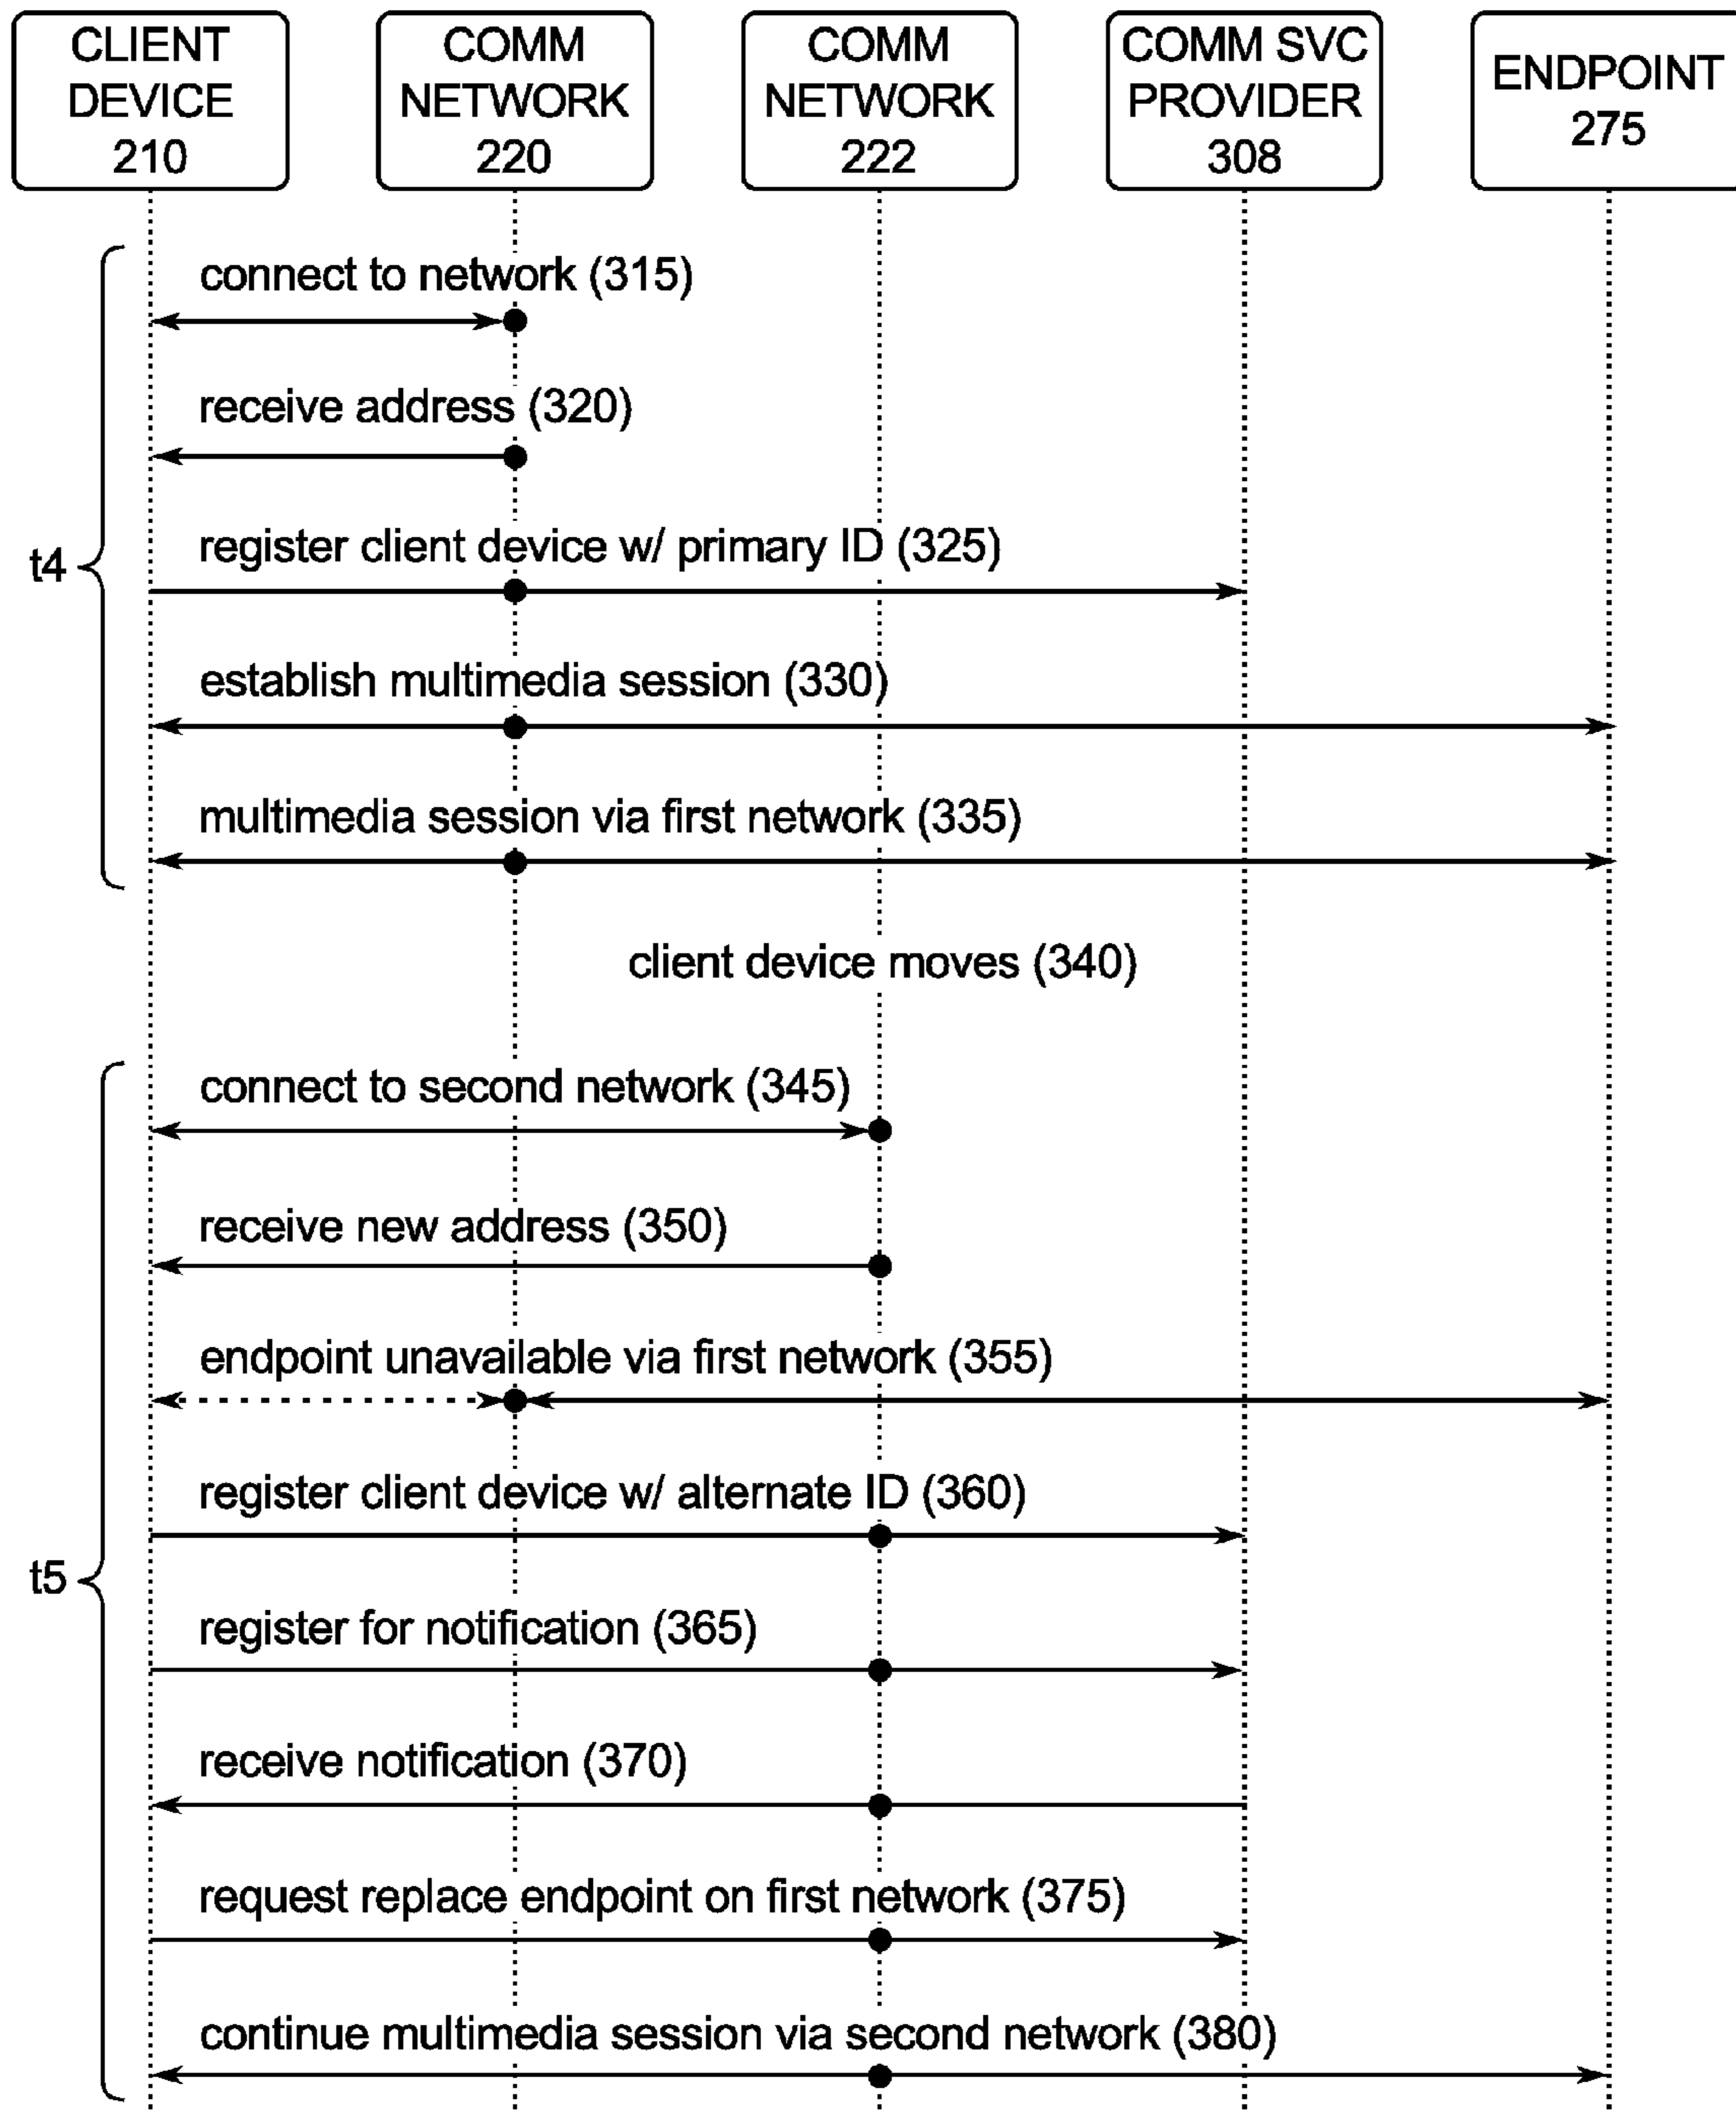 CLIENT
DEVICE
210
COMM
NETWORK
220
COMM
NETWORK
222
COMM SVC
PROVIDER
308
ENDPOINT
275
t4
connect to network (315)
receive address (320)
register client device w/ primary ID (325)
establish multimedia session (330)
multimedia session via first network (335)
client device moves (340)
t5
connect to second network (345)
receive new address (350)
endpoint unavailable via first network (355)
register client device w/ alternate ID (360)
register for notification (365)
receive notification (370)
request replace endpoint on first network (375)
continue multimedia session via second network (380)